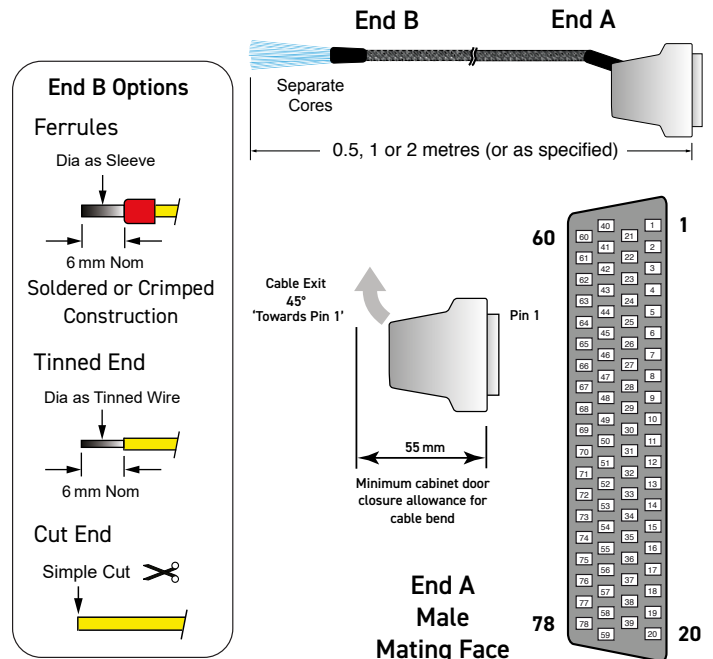 End B
End A
Separate
Cores
0.5, 1 or 2 metres (or as specified)
End B Options
Ferrules
Dia as Sleeve
6 mm Nom
Soldered or Crimped
Construction
Tinned End
Dia as Tinned Wire
6 mm Nom
Cut End
Simple Cut
Cable Exit
45°
'Towards Pin 1'
Pin 1
55 mm
Minimum cabinet door
closure allowance for
cable bend
End A
Male
Mating Face
60
1
78
20
40 1
60 21
41 2
61 22
42 3
62 23
43 4
63 24
44 5
64 25
45 6
65 26
46 7
66 27
47 8
67 28
48 9
68 29
49 10
69 30
50 11
70 31
51 12
71 32
52 13
72 33
53 14
73 34
54 15
74 35
55 16
75 36
56 17
76 37
57 18
77 38
58 19
78 39
59 20